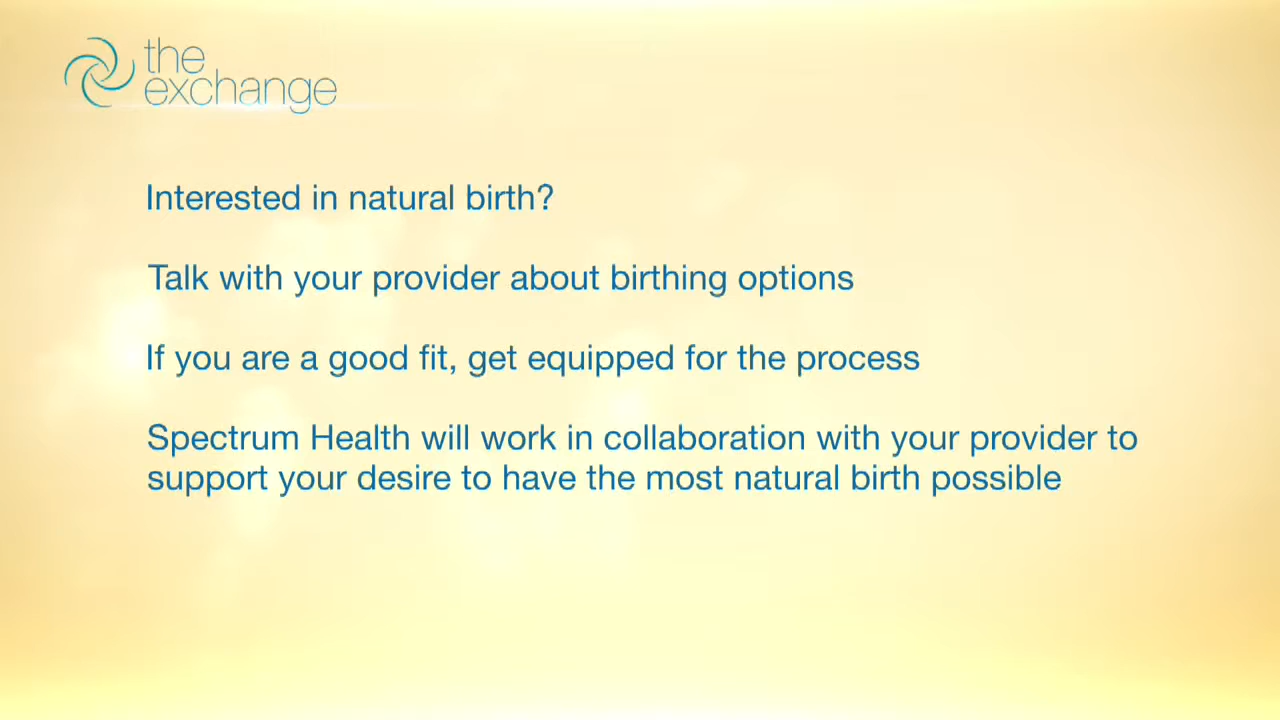 the
exchange
Interested in natural birth?
Talk with your provider about birthing options
If you are a good fit, get equipped for the process
Spectrum Health will work in collaboration with your provider to
support your desire to have the most natural birth possible